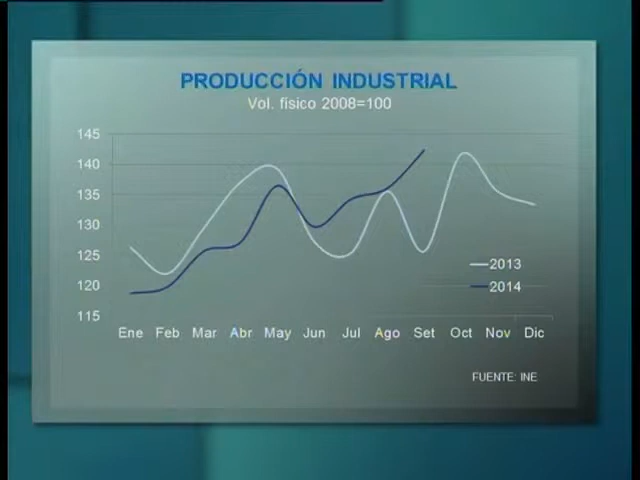 PRODUCCIÓN INDUSTRIAL
Vol. físico 2008=100
145
140
135
130
125
120
115
2013
2014
Ene Feb Mar Abr May Jun Jul Ago Set Oct Nov Dic
FUENTE: INE